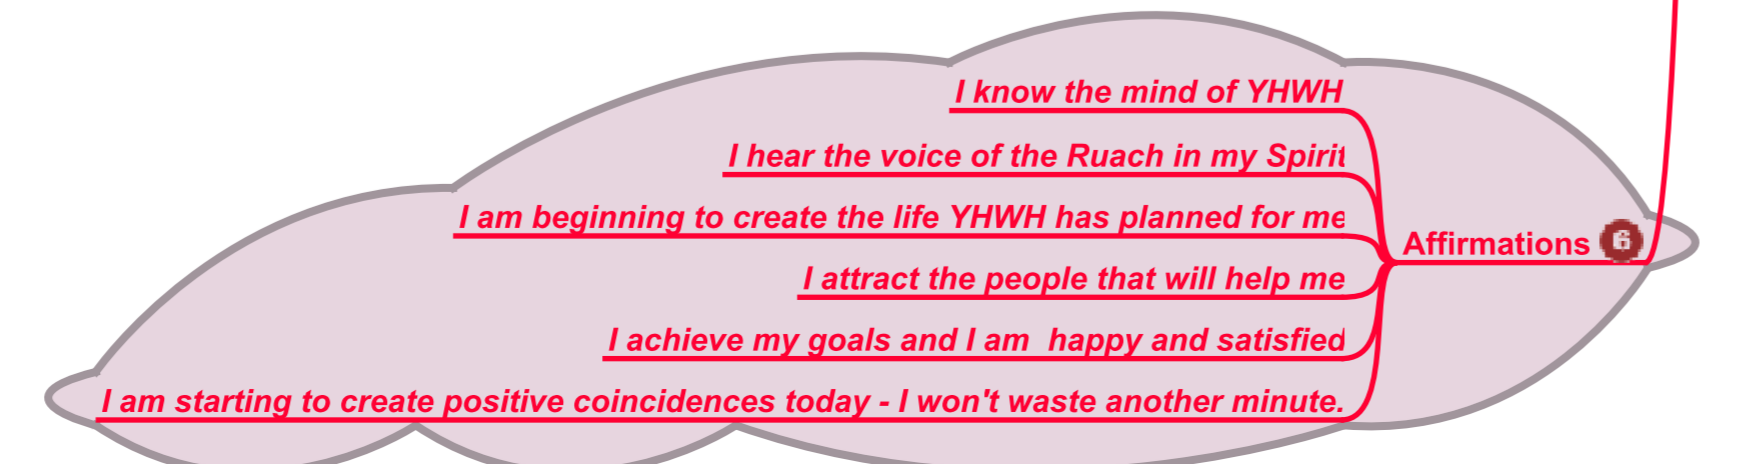 I know the mind of YHWH
I hear the voice of the Ruach in my Spirit
I am beginning to create the life YHWH has planned for me
Affirmations 6
I attract the people that will help me
I achieve my goals and I am  happy and satisfied
I am starting to create positive coincidences today - I won't waste another minute.